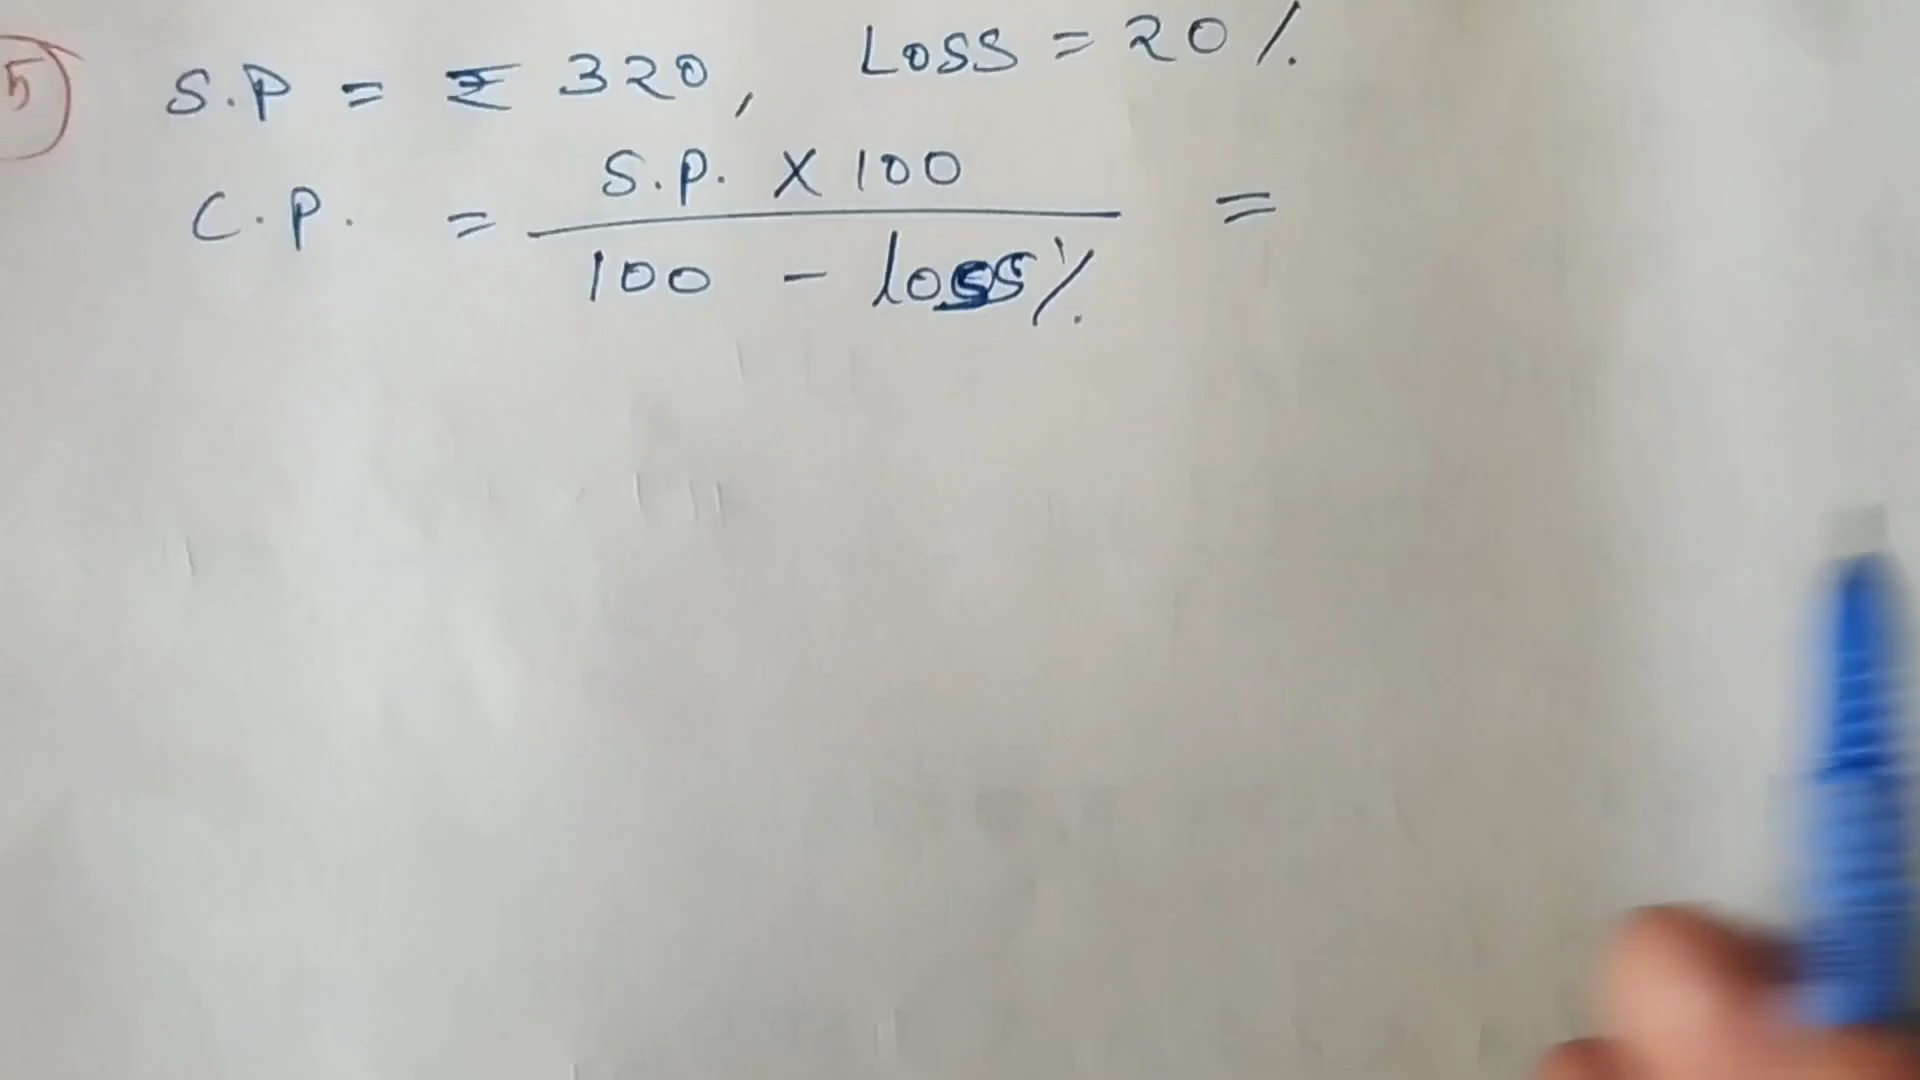 5 S.P = ₹ 320, Loss = 20 %
C.P. = S.P. X 100 / 100 - loss% =